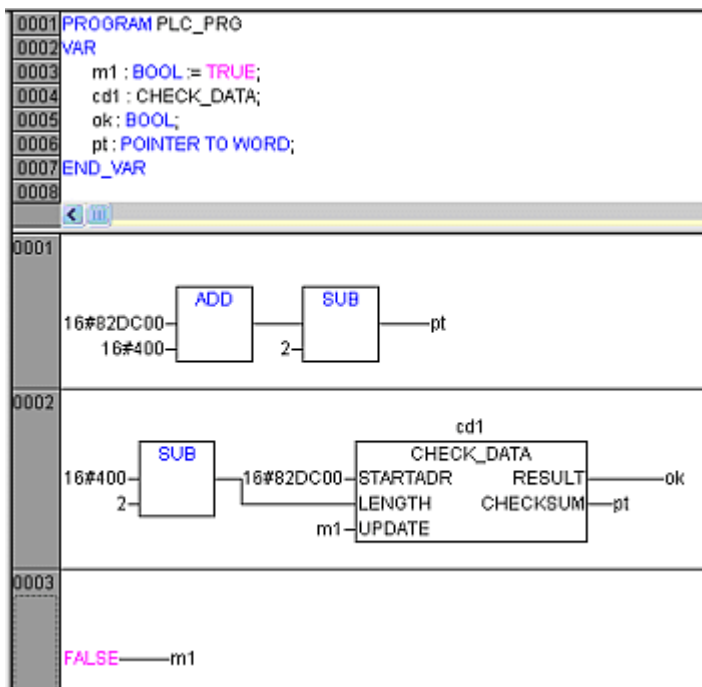 0001 PROGRAM PLC_PRG
0002 VAR
0003 m1 : BOOL := TRUE;
0004 cd1 : CHECK_DATA;
0005 ok : BOOL;
0006 pt : POINTER TO WORD;
0007 END_VAR
0008
0001
ADD SUB
16#82DC00 pt
16#400 2
0002
cd1
SUB CHECK_DATA
16#400 16#82DC00 STARTADR RESULT ok
2 LENGTH CHECKSUM pt
m1 UPDATE
0003
FALSE m1